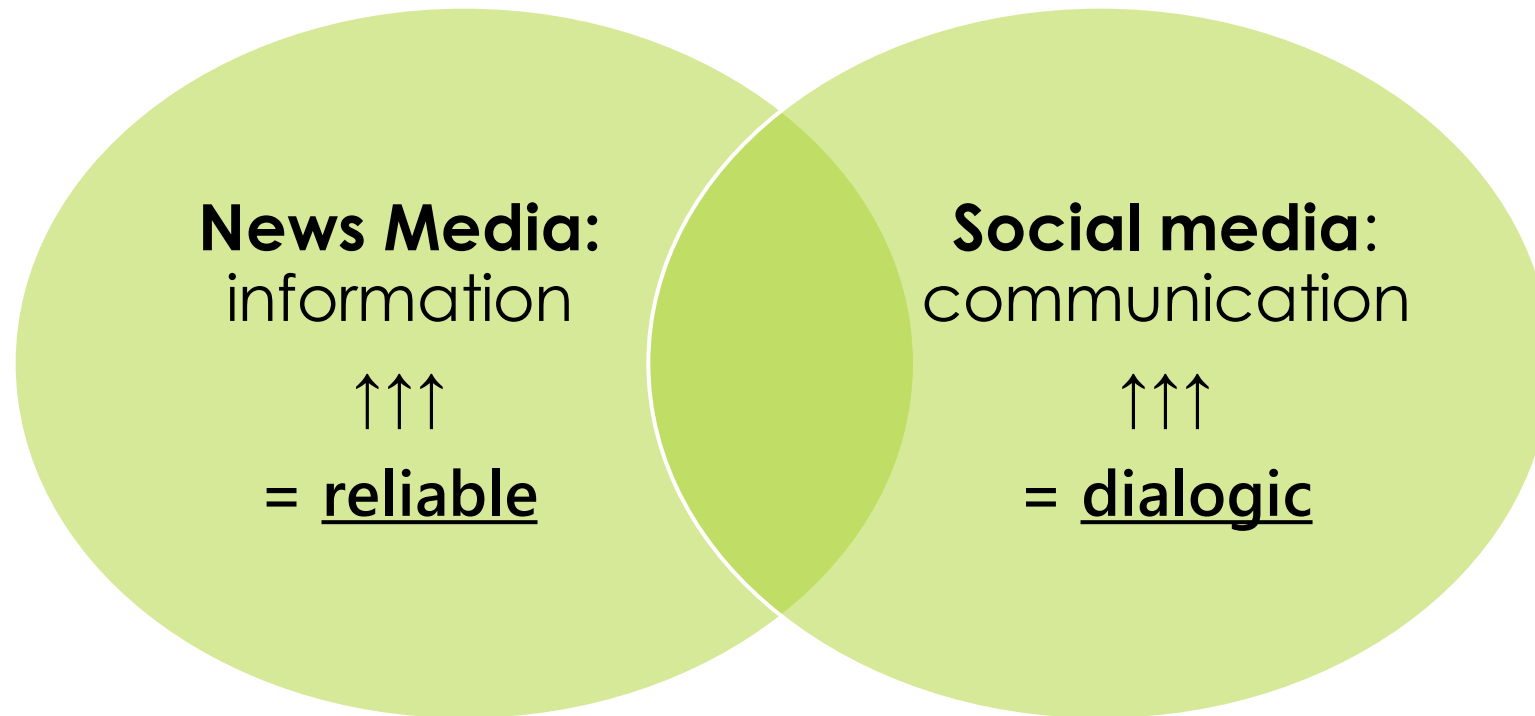 News Media:
information
↑↑↑
= reliable
Social media:
communication
↑↑↑
= dialogic